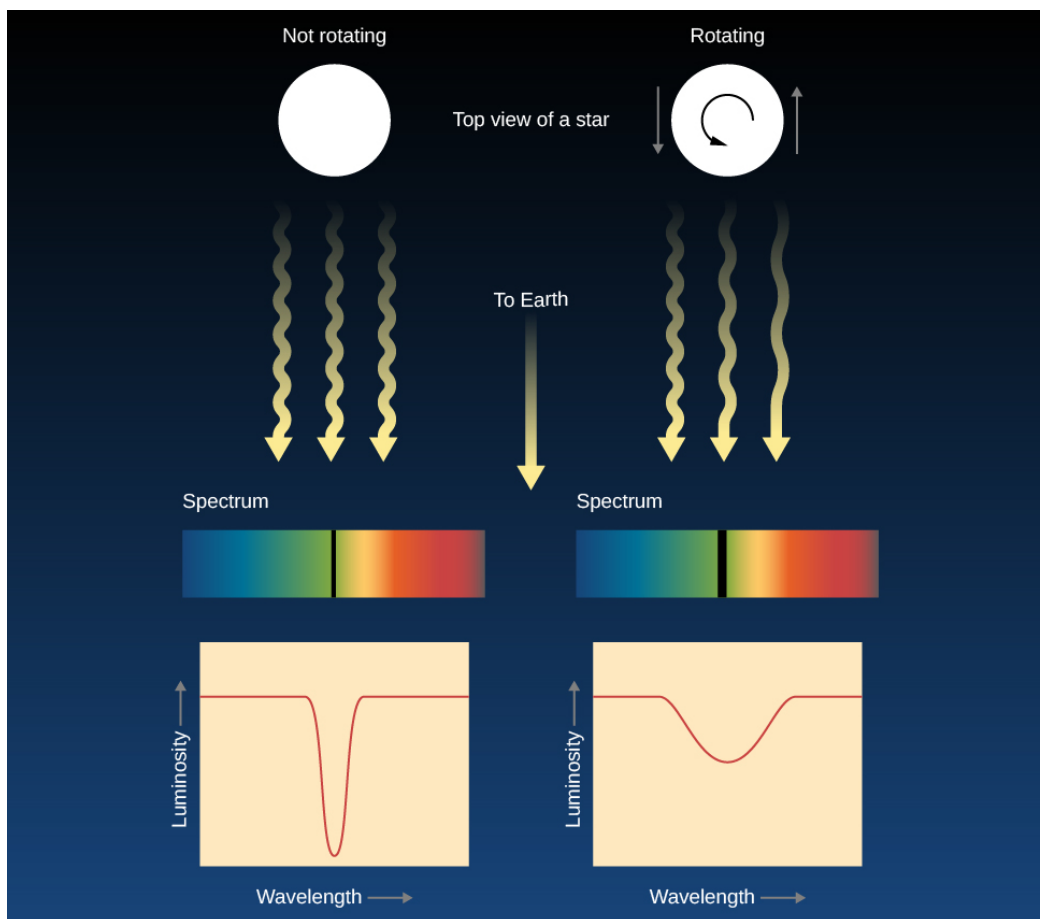 Not rotating
Rotating
Top view of a star
To Earth
Spectrum
Spectrum
Luminosity
Luminosity
Wavelength
Wavelength